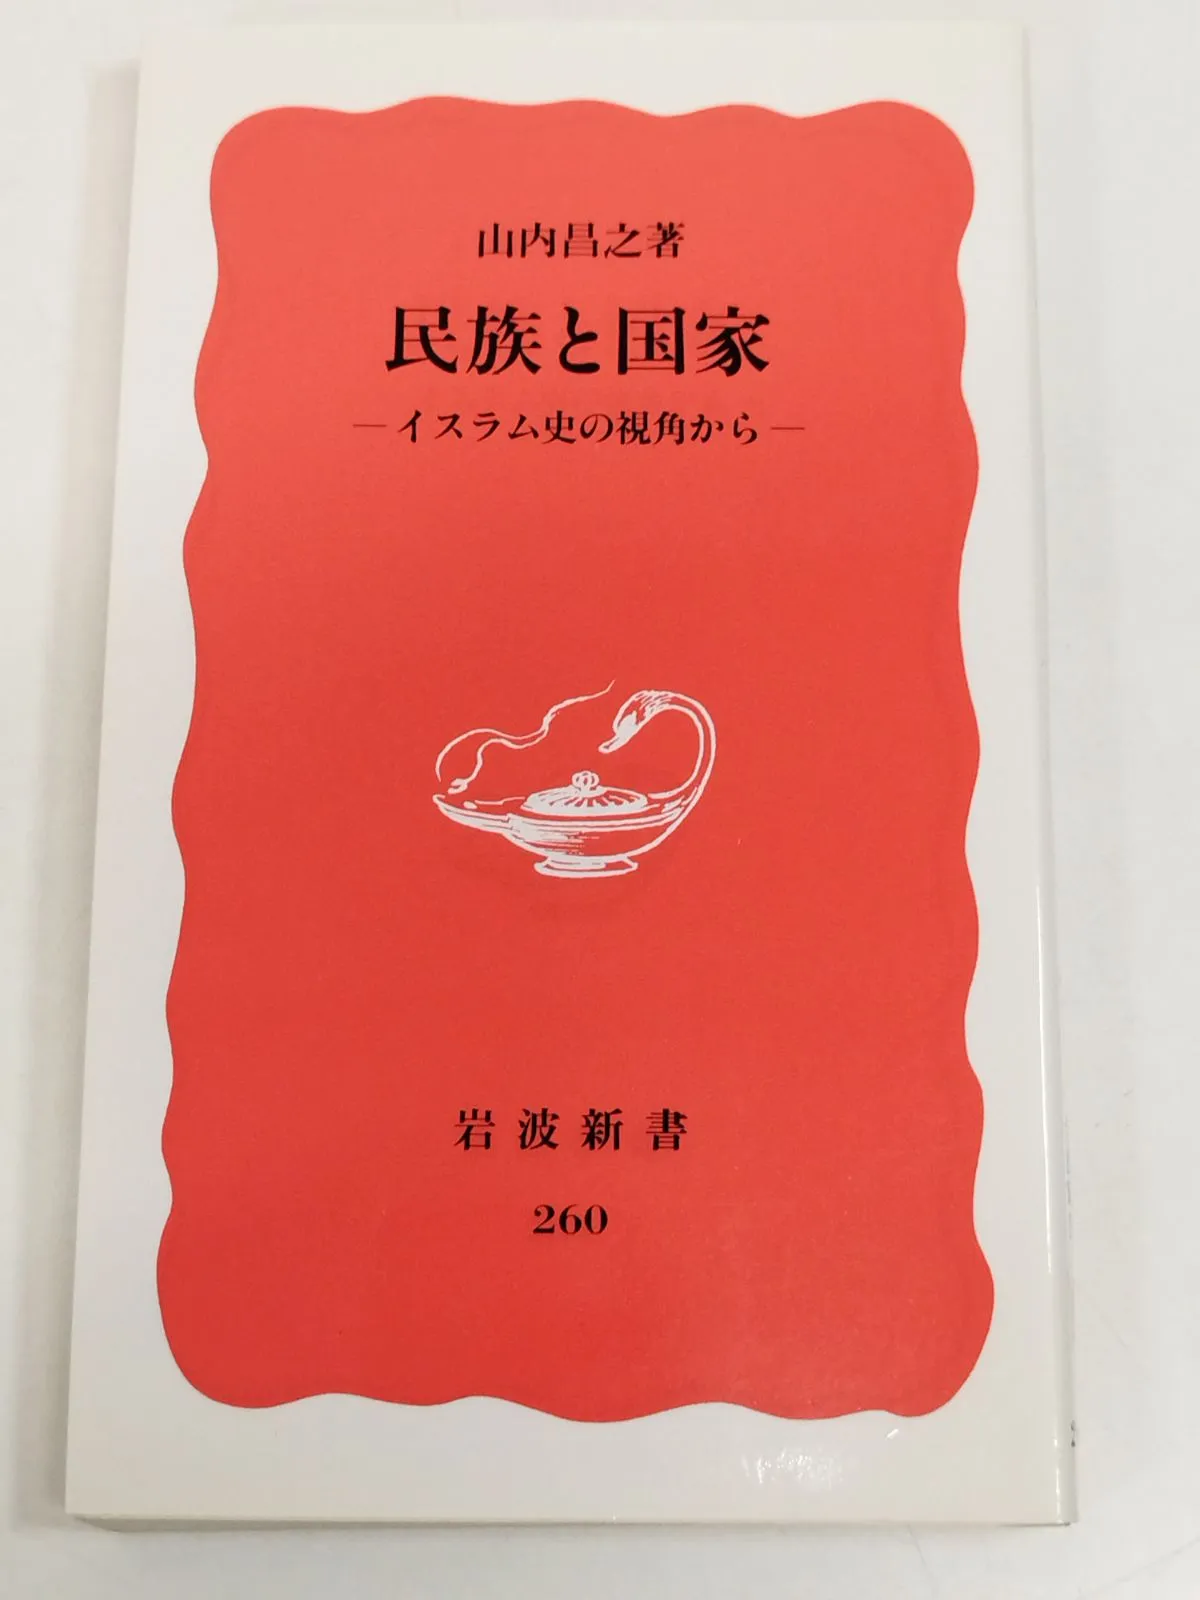 山内昌之著
民族と国家
―イスラム史の視角から―
岩波新書
260